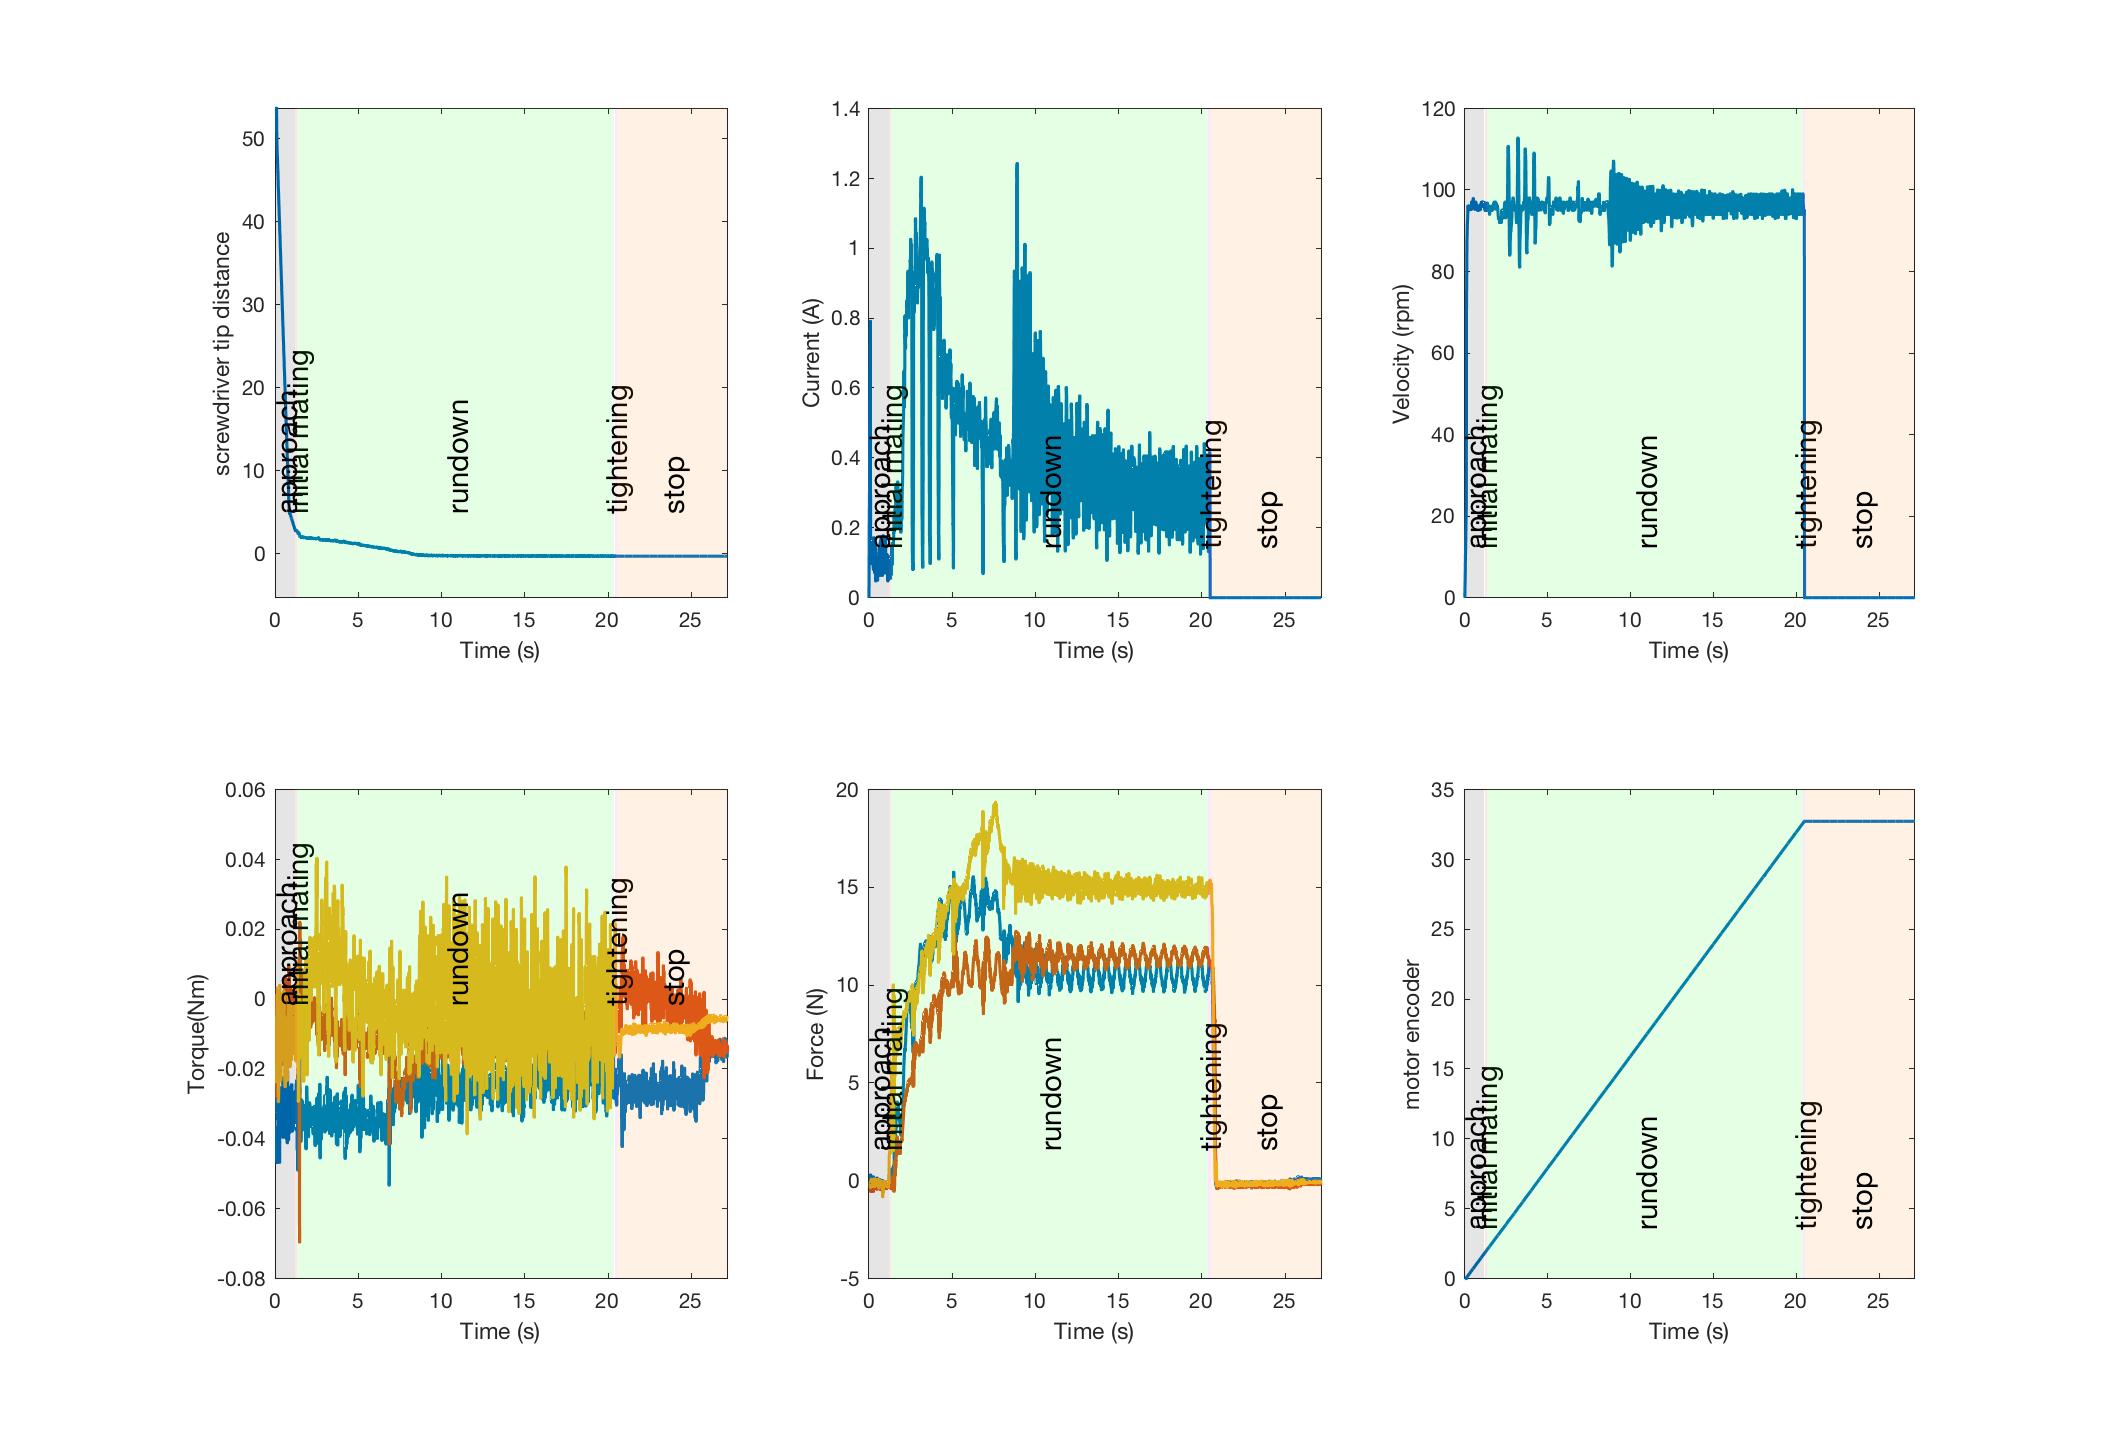 50
40
30
20
10
0
screwdriver tip distance
approach
initial mating
rundown
tightening
stop
0 5 10 15 20 25
Time (s)
1.4
1.2
1
0.8
0.6
0.4
0.2
0
Current (A)
approach
initial mating
rundown
tightening
stop
0 5 10 15 20 25
Time (s)
120
100
80
60
40
20
0
Velocity (rpm)
approach
initial mating
rundown
tightening
stop
0 5 10 15 20 25
Time (s)
0.06
0.04
0.02
0
-0.02
-0.04
-0.06
-0.08
Torque(Nm)
approach
initial mating
rundown
tightening
stop
0 5 10 15 20 25
Time (s)
20
15
10
5
0
-5
Force (N)
approach
initial mating
rundown
tightening
stop
0 5 10 15 20 25
Time (s)
35
30
25
20
15
10
5
0
motor encoder
approach
initial mating
rundown
tightening
stop
0 5 10 15 20 25
Time (s)